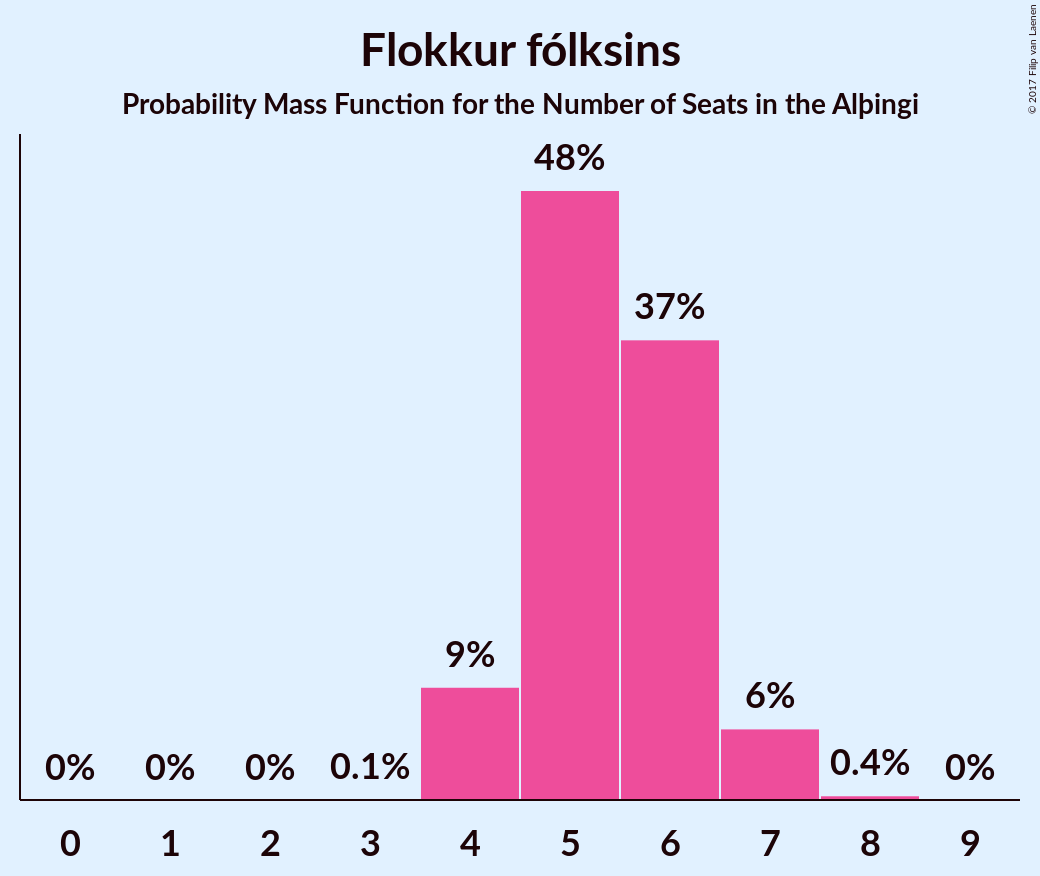 Flokkur fólksins
Probability Mass Function for the Number of Seats in the Alþingi
© 2017 Filip van Laenen
48%
37%
9%
6%
0% 0% 0% 0.1% 0.4% 0%
0 1 2 3 4 5 6 7 8 9